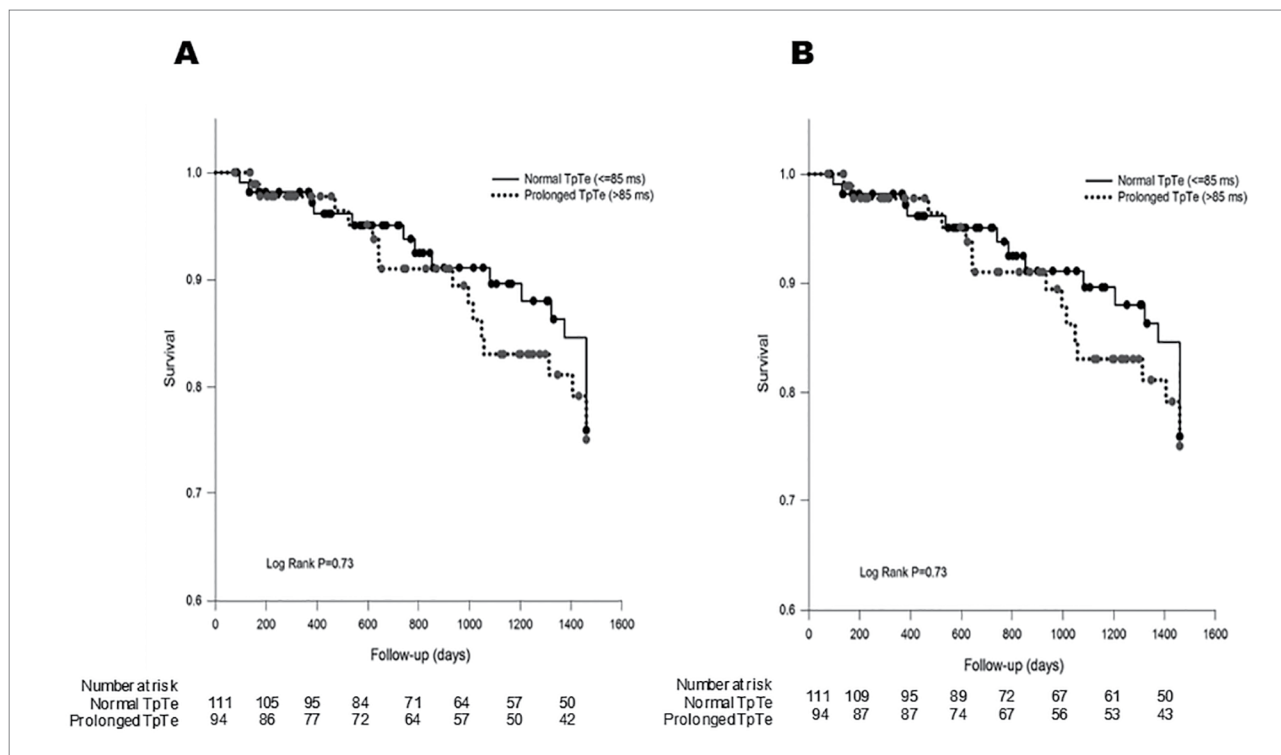 A
1.0
0.9
0.8
0.7
0.6
Survival
Normal TpTe (<=85 ms)
Prolonged TpTe (>85 ms)
Log Rank P=0.73
0 200 400 600 800 1000 1200 1400 1600
Follow-up (days)
Number at risk
Normal TpTe 111 105 95 84 71 64 57 50
Prolonged TpTe 94 86 77 72 64 57 50 42
B
1.0
0.9
0.8
0.7
0.6
Survival
Normal TpTe (<=85 ms)
Prolonged TpTe (>85 ms)
Log Rank P=0.73
0 200 400 600 800 1000 1200 1400 1600
Follow-up (days)
Number at risk
Normal TpTe 111 109 95 89 72 67 61 50
Prolonged TpTe 94 87 87 74 67 56 53 43